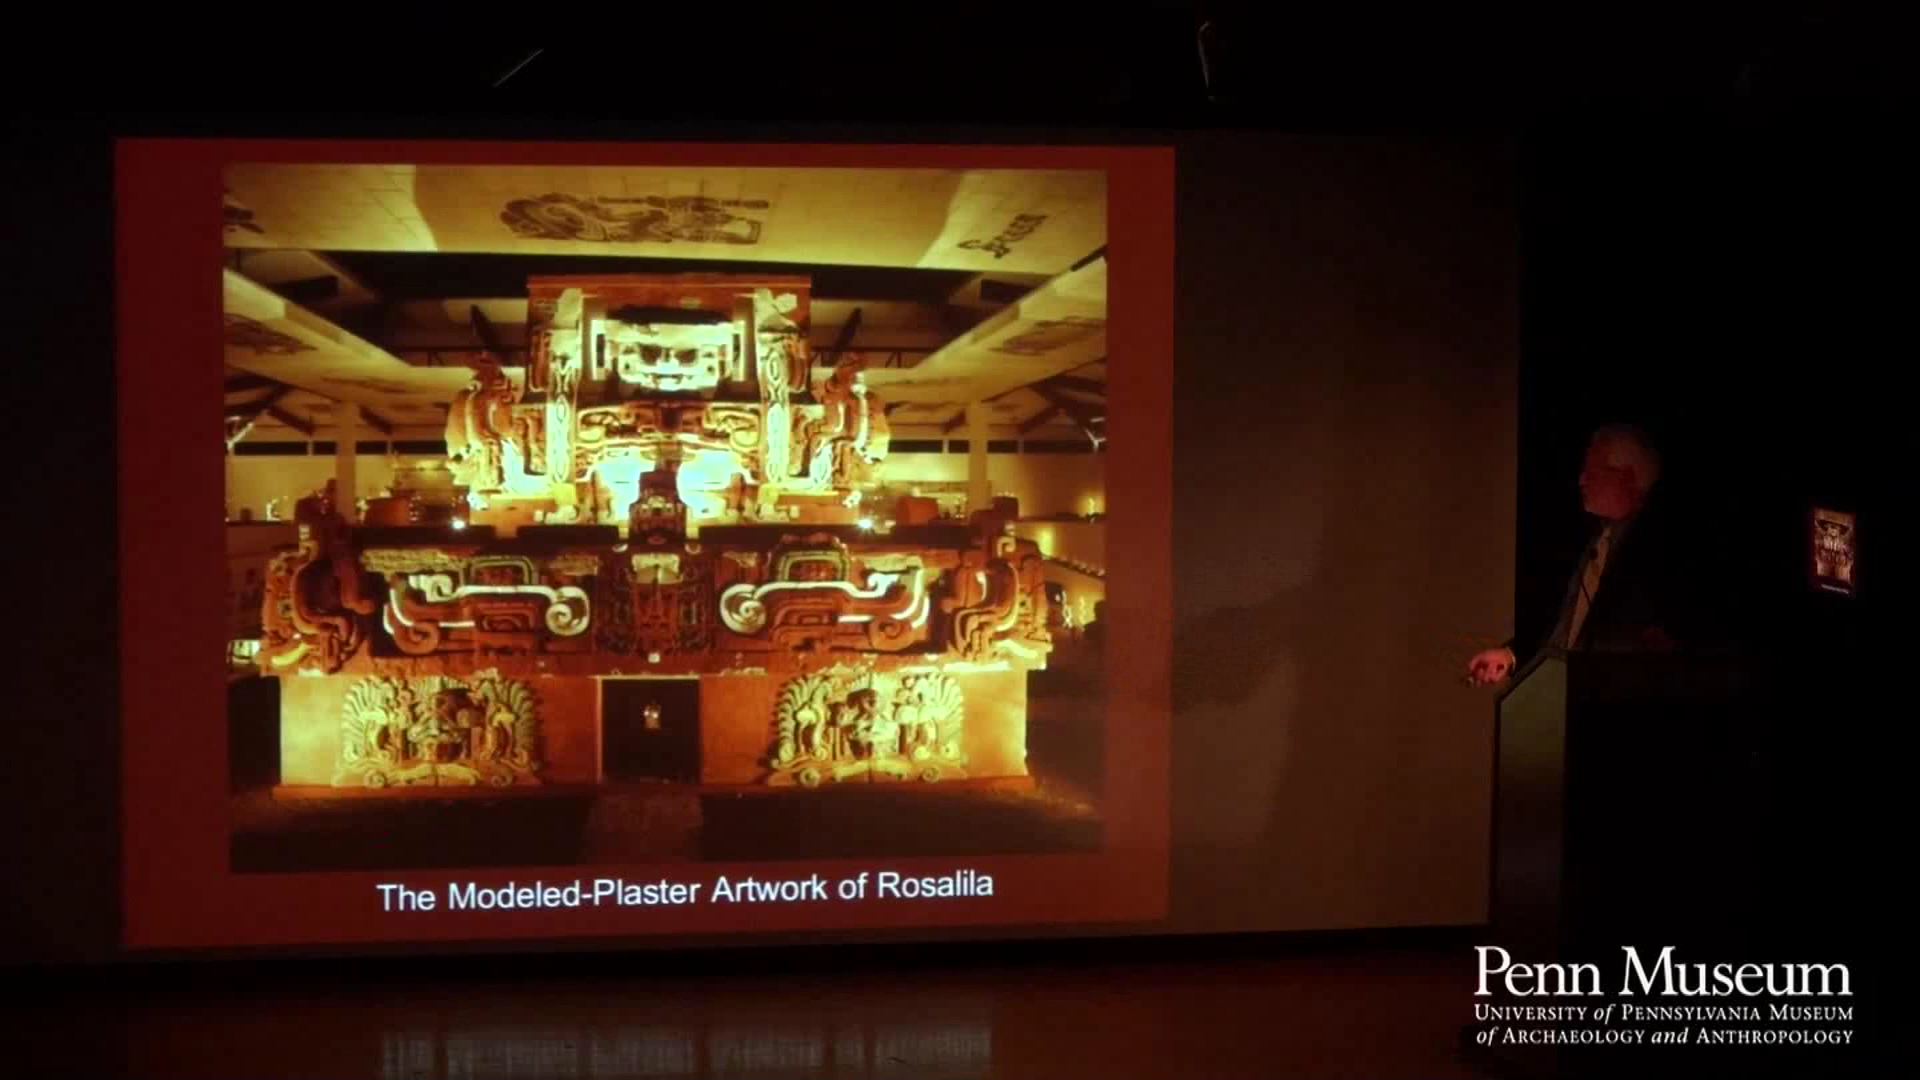 The Modeled-Plaster Artwork of Rosalila
Penn Museum
UNIVERSITY of PENNSYLVANIA MUSEUM
of ARCHAEOLOGY and ANTHROPOLOGY